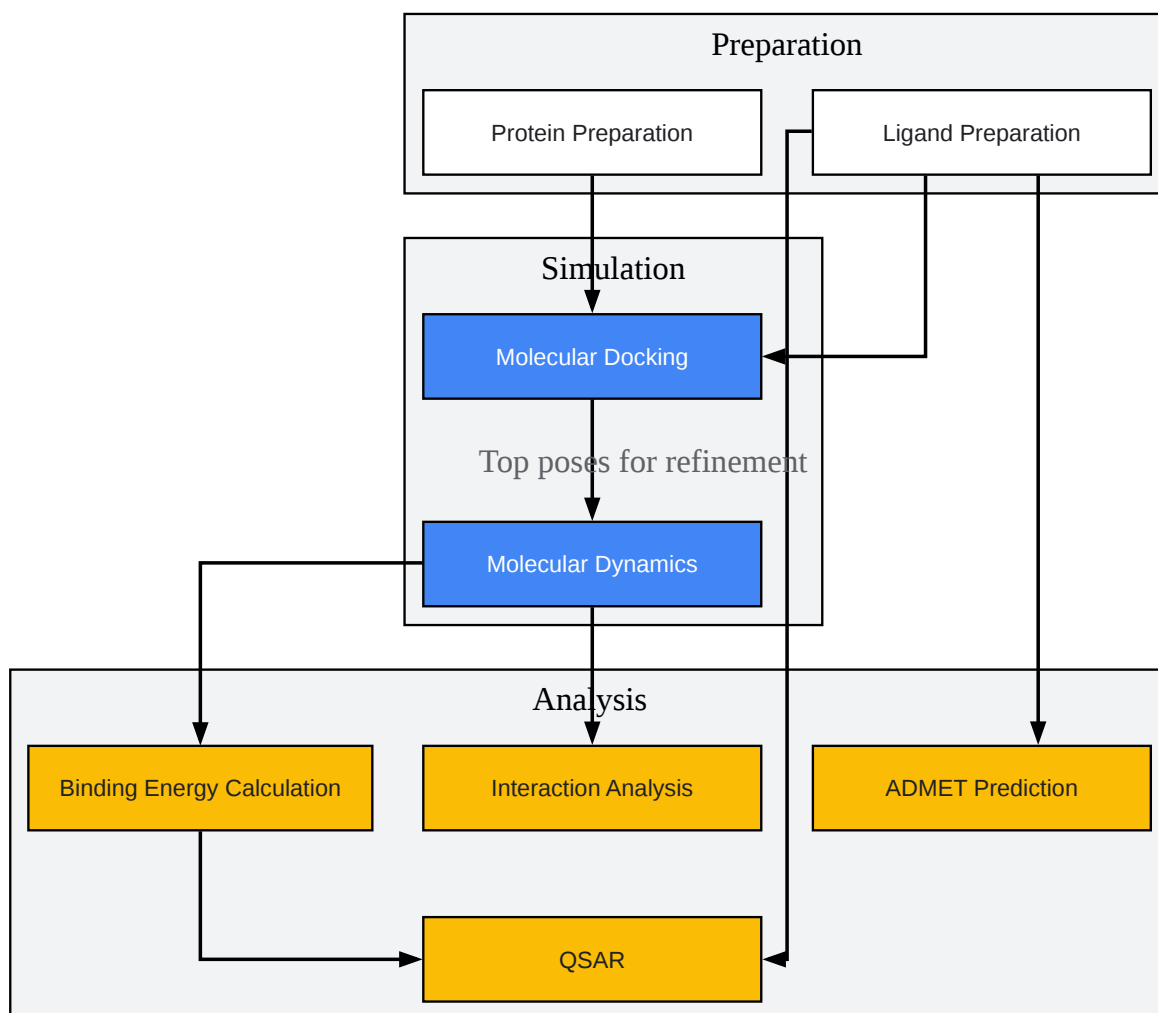 Preparation
Protein Preparation
Ligand Preparation
Simulation
Molecular Docking
Top poses for refinement
Molecular Dynamics
Analysis
Binding Energy Calculation
Interaction Analysis
ADMET Prediction
QSAR